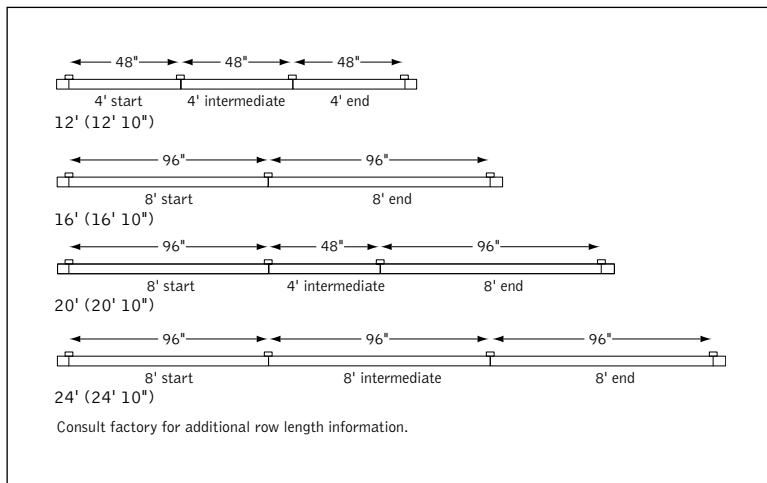 48" 48" 48"
4' start 4' intermediate 4' end
12' (12' 10")
96" 96"
8' start 8' end
16' (16' 10")
96" 48" 96"
8' start 4' intermediate 8' end
20' (20' 10")
96" 96" 96"
8' start 8' intermediate 8' end
24' (24' 10")
Consult factory for additional row length information.